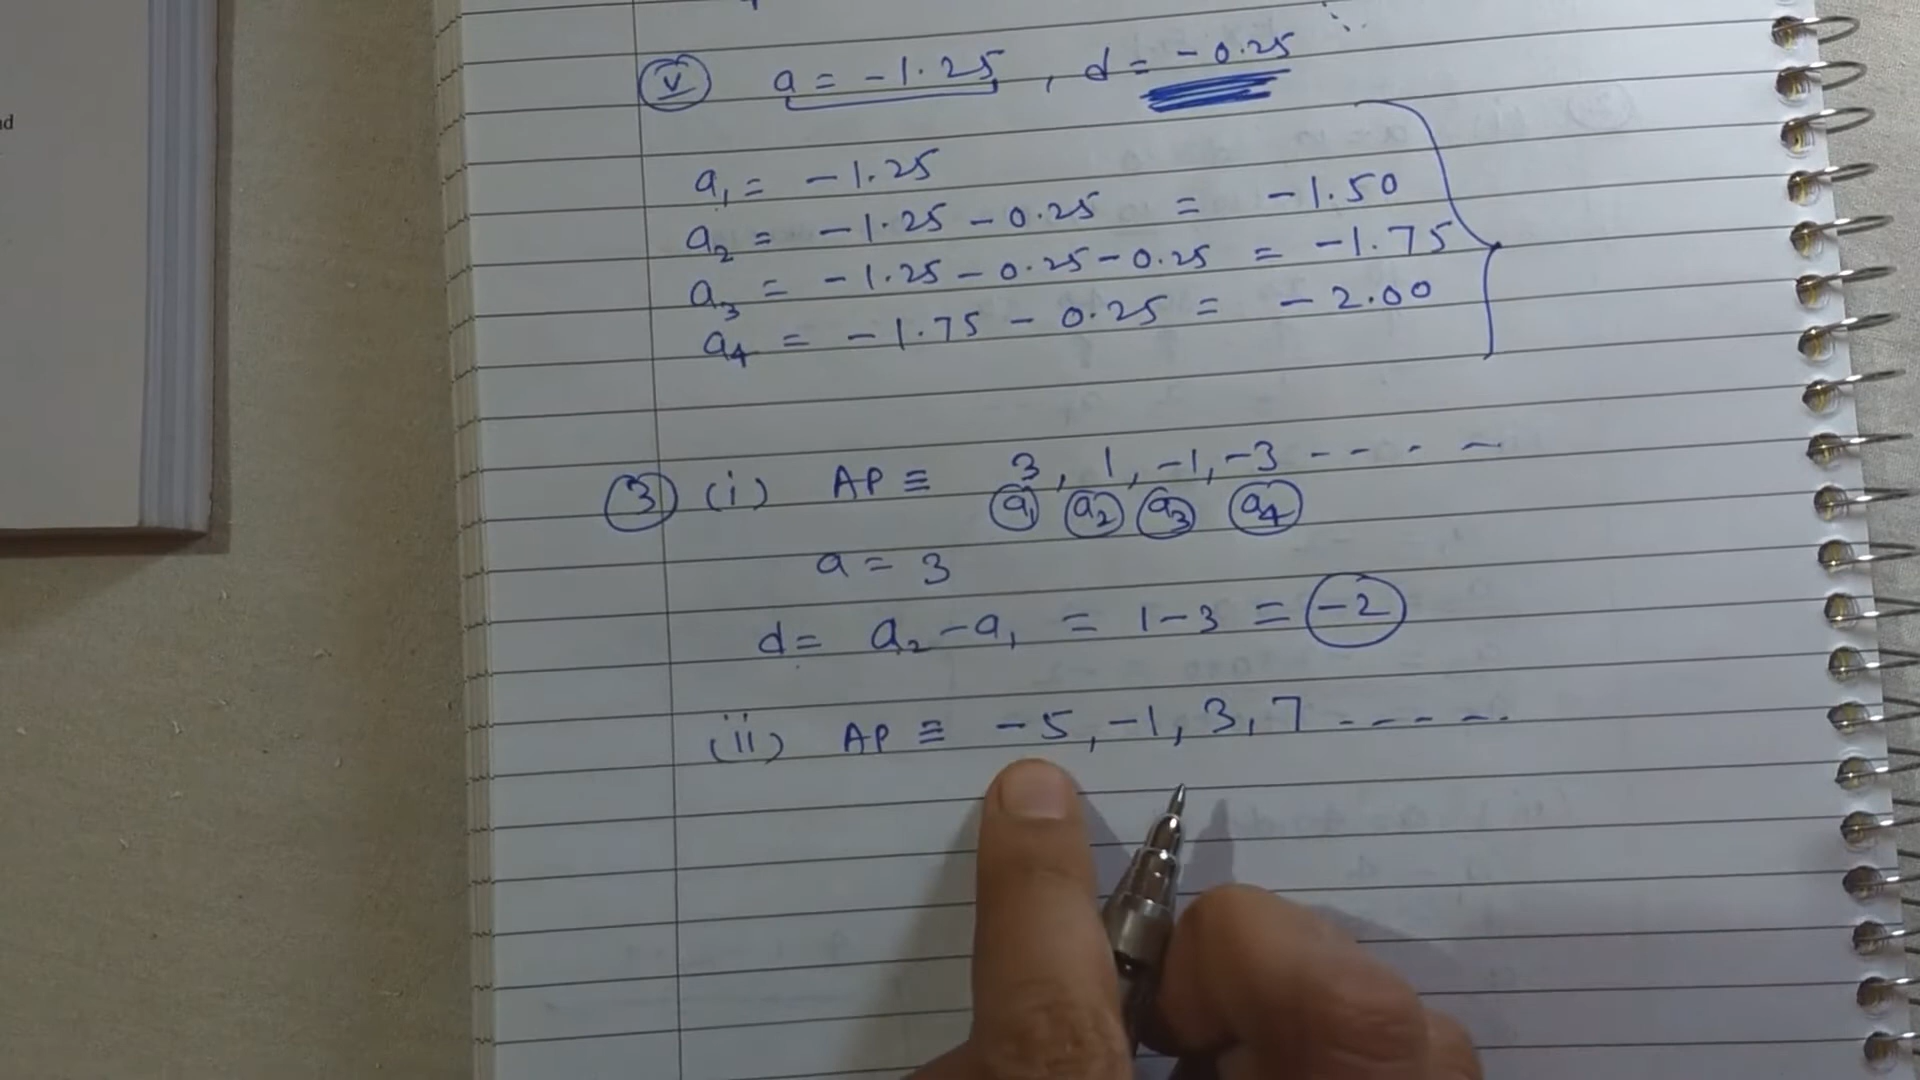 nd
(v) a = -1.25, d = -0.25
a₁ = -1.25
a₂ = -1.25 - 0.25 = -1.50
a₃ = -1.25 - 0.25 - 0.25 = -1.75
a₄ = -1.75 - 0.25 = -2.00
(3) (i) AP ≡ 3, 1, -1, -3 - - - - -
a₁ a₂ a₃ a₄
a = 3
d = a₂ - a₁ = 1 - 3 = -2
(ii) AP ≡ -5, -1, 3, 7 - - - - .